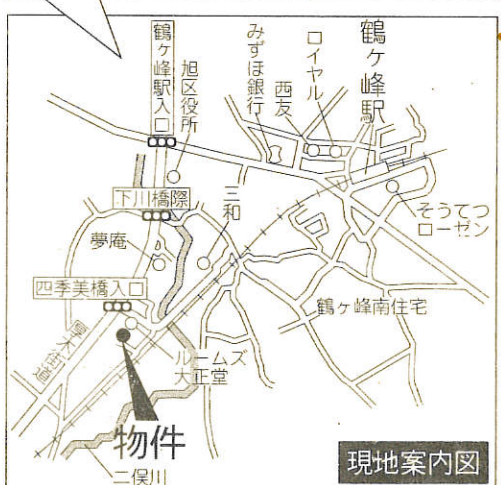 鶴ヶ峰駅
ロイヤル
西友
みずほ銀行
旭区役所
鶴ヶ峰駅入口
そうてつ
ローゼン
下川橋際
三和
夢庵
四季美橋入口
鶴ヶ峰南住宅
厚木街道
ルームズ
大正堂
物件
二俣川
現地案内図